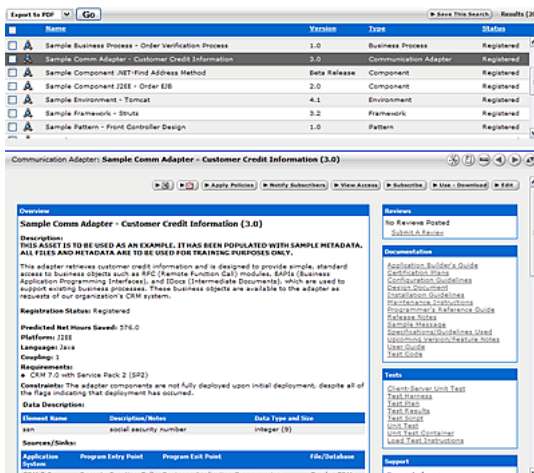 Export to PDF Go Save This Search Results (2
Name Version Type Status
Sample Business Process - Order Verification Process 1.0 Business Process Registered
Sample Comm Adapter - Customer Credit Information 3.0 Communication Adapter Registered
Sample Component .NET-Find Address Method Beta Release Component Registered
Sample Component J2EE - Order EJB 2.0 Component Registered
Sample Environment - Tomcat 4.1 Environment Registered
Sample Framework - Struts 3.2 Framework Registered
Sample Pattern - Front Controller Design 1.0 Pattern Registered
Communication Adapter: Sample Comm Adapter - Customer Credit Information (3.0)
Apply Policies Notify Subscribers View Access Subscribe Use - Download Edit
Overview
Sample Comm Adapter - Customer Credit Information (3.0)
Description:
THIS ASSET IS TO BE USED AS AN EXAMPLE. IT HAS BEEN POPULATED WITH SAMPLE METADATA.
ALL FILES AND METADATA ARE TO BE USED FOR TRAINING PURPOSES ONLY.
This adapter retrieves customer credit information and is designed to provide simple, standard
access to business objects such as RFC (Remote Function Call) modules, BAPIs (Business
Application Programming Interfaces), and IDocs (Intermediate Documents), which are used to
support existing business processes. These business objects are available to the adapter as
requests of our organization's CRM system.
Registration Status: Registered
Predicted Net Hours Saved: 576.0
Platform: J2EE
Language: Java
Coupling: 1
Requirements:
CRM 7.0 with Service Pack 2 (SP2)
Constraints: The adapter components are not fully deployed upon initial deployment, despite all of
the flags indicating that deployment has occurred.
Data Description:
Element Name Description/Notes Data Type and Size
ssn social security number integer (9)
Sources/Sinks:
Application System Program Entry Point Program Exit Point File/Database
Reviews
No Reviews Posted
Submit A Review
Documentation
Application Builder's Guide
Certification Plans
Configuration Guidelines
Design Document
Installation Guidelines
Maintenance Instructions
Programmer's Reference Guide
Release Notes
Sample Message
Specifications/Guidelines Used
Upcoming Version/Feature Notes
User Guide
Test Code
Tests
Client-Server Unit Test
Test Harness
Test Plan
Test Results
Test Script
Unit Test
Unit Test Container
Load Test Instructions
Support